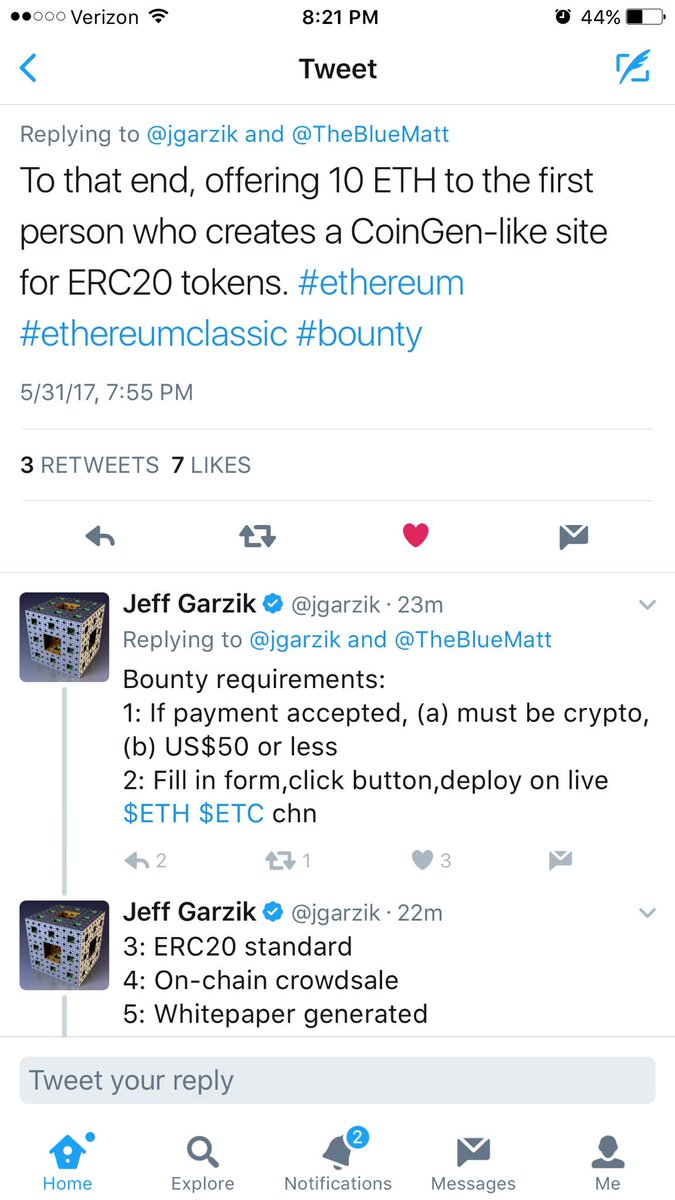 Verizon 8:21 PM 44%
Tweet
Replying to @jgarzik and @TheBlueMatt
To that end, offering 10 ETH to the first
person who creates a CoinGen-like site
for ERC20 tokens. #ethereum
#ethereumclassic #bounty
5/31/17, 7:55 PM
3 RETWEETS 7 LIKES
Jeff Garzik @jgarzik · 23m
Replying to @jgarzik and @TheBlueMatt
Bounty requirements:
1: If payment accepted, (a) must be crypto,
(b) US$50 or less
2: Fill in form,click button,deploy on live
$ETH $ETC chn
2 1 3
Jeff Garzik @jgarzik · 22m
3: ERC20 standard
4: On-chain crowdsale
5: Whitepaper generated
Tweet your reply
2
Home Explore Notifications Messages Me